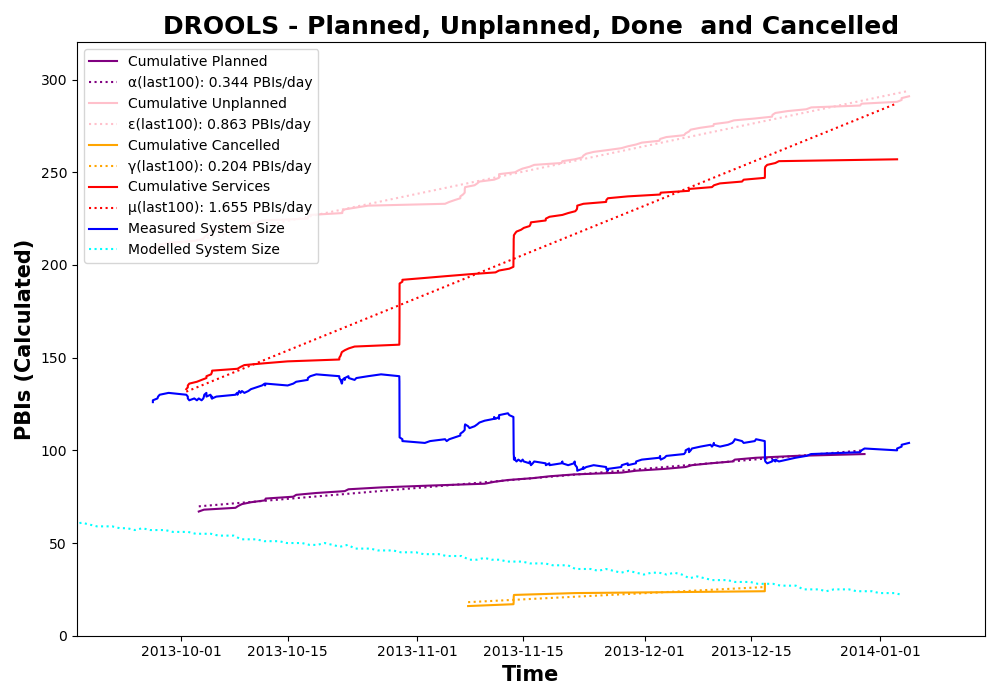 DROOLS - Planned, Unplanned, Done  and Cancelled
PBIs (Calculated)
300
250
200
150
100
50
0
Cumulative Planned
α(last100): 0.344 PBIs/day
Cumulative Unplanned
ε(last100): 0.863 PBIs/day
Cumulative Cancelled
γ(last100): 0.204 PBIs/day
Cumulative Services
μ(last100): 1.655 PBIs/day
Measured System Size
Modelled System Size
2013-10-01 2013-10-15 2013-11-01 2013-11-15 2013-12-01 2013-12-15 2014-01-01
Time